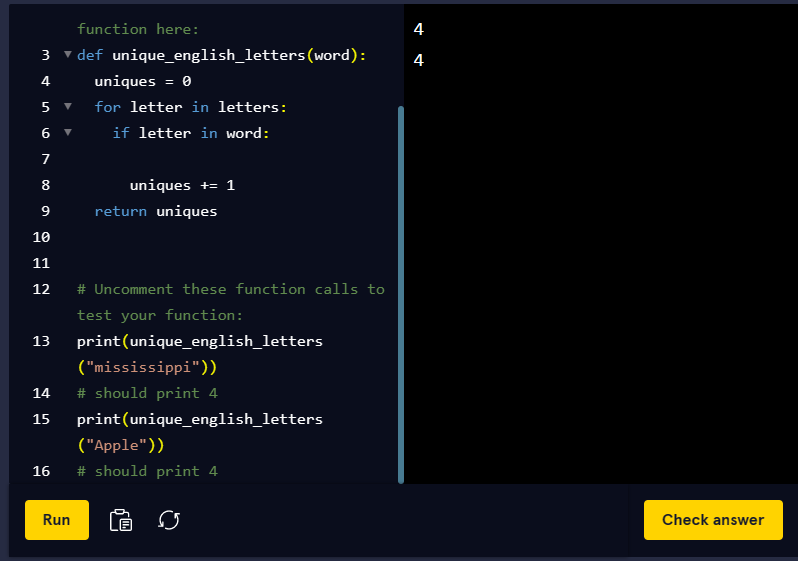 function here:
3 def unique_english_letters(word):
4 uniques = 0
5 for letter in letters:
6 if letter in word:
7
8 uniques += 1
9 return uniques
10
11
12 # Uncomment these function calls to
test your function:
13 print(unique_english_letters
("mississippi"))
14 # should print 4
15 print(unique_english_letters
("Apple"))
16 # should print 4
4
4
Run
Check answer